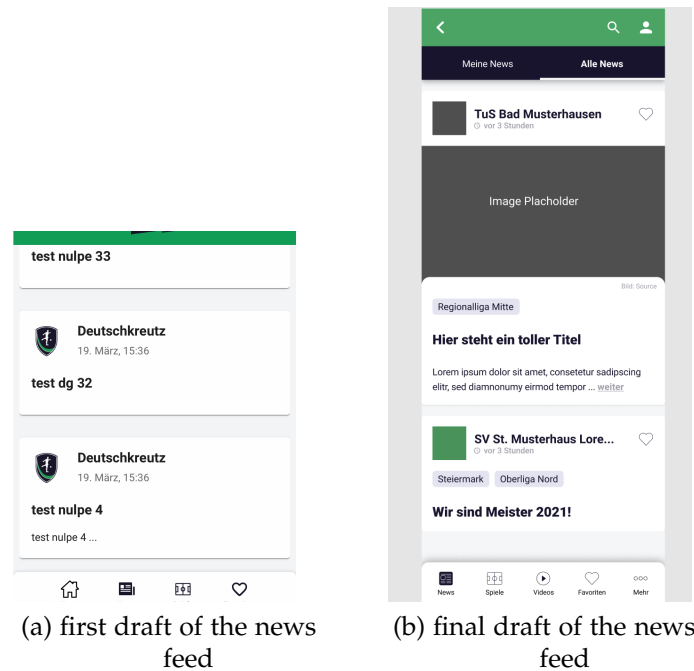 test nulpe 33
Deutschkreutz
19. März, 15:36
test dg 32
Deutschkreutz
19. März, 15:36
test nulpe 4
test nulpe 4 ...
(a) first draft of the news
feed
Meine News
Alle News
TuS Bad Musterhausen
vor 3 Stunden
Image Placholder
Bild: Source
Regionalliga Mitte
Hier steht ein toller Titel
Lorem ipsum dolor sit amet, consetetur sadipscing
elitr, sed diamnonumy eirmod tempor ... weiter
SV St. Musterhaus Lore...
vor 3 Stunden
Steiermark Oberliga Nord
Wir sind Meister 2021!
News Spiele Videos Favoriten Mehr
(b) final draft of the news
feed